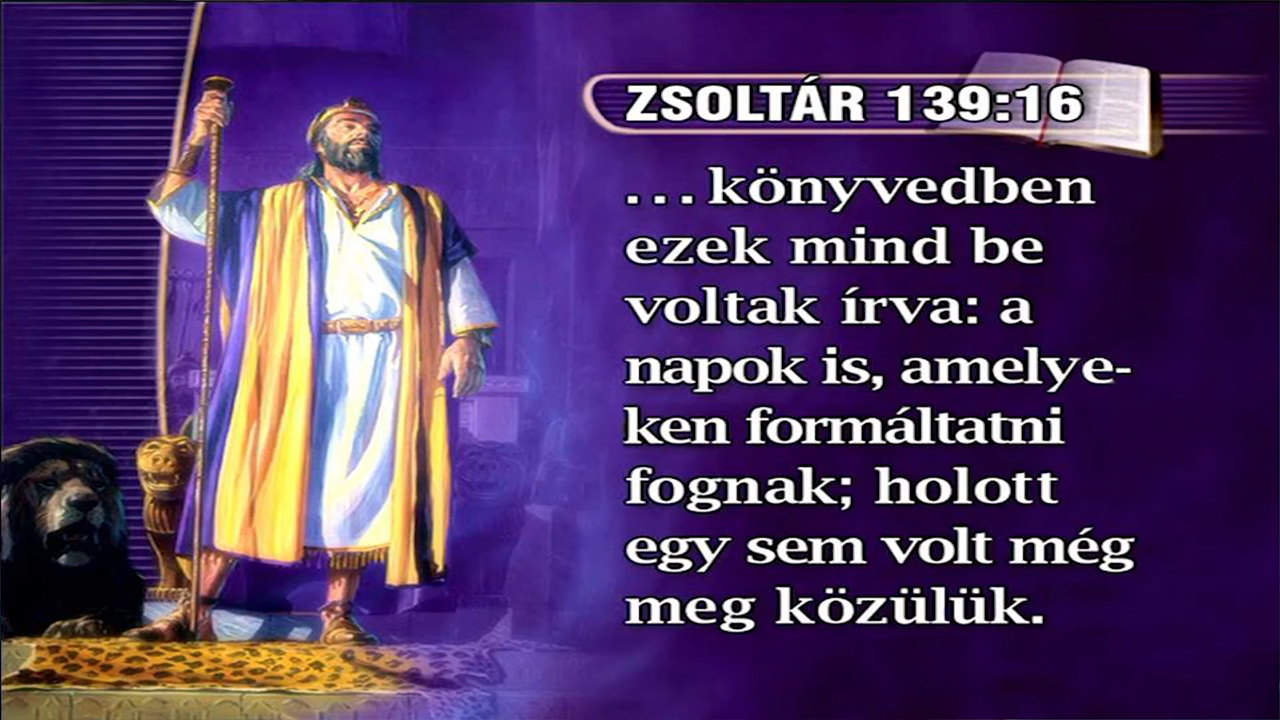 ZSOLTÁR 139:16
...könyvedben
ezek mind be
voltak írva: a
napok is, amelye-
ken formáltatni
fognak; holott
egy sem volt még
meg közülük.